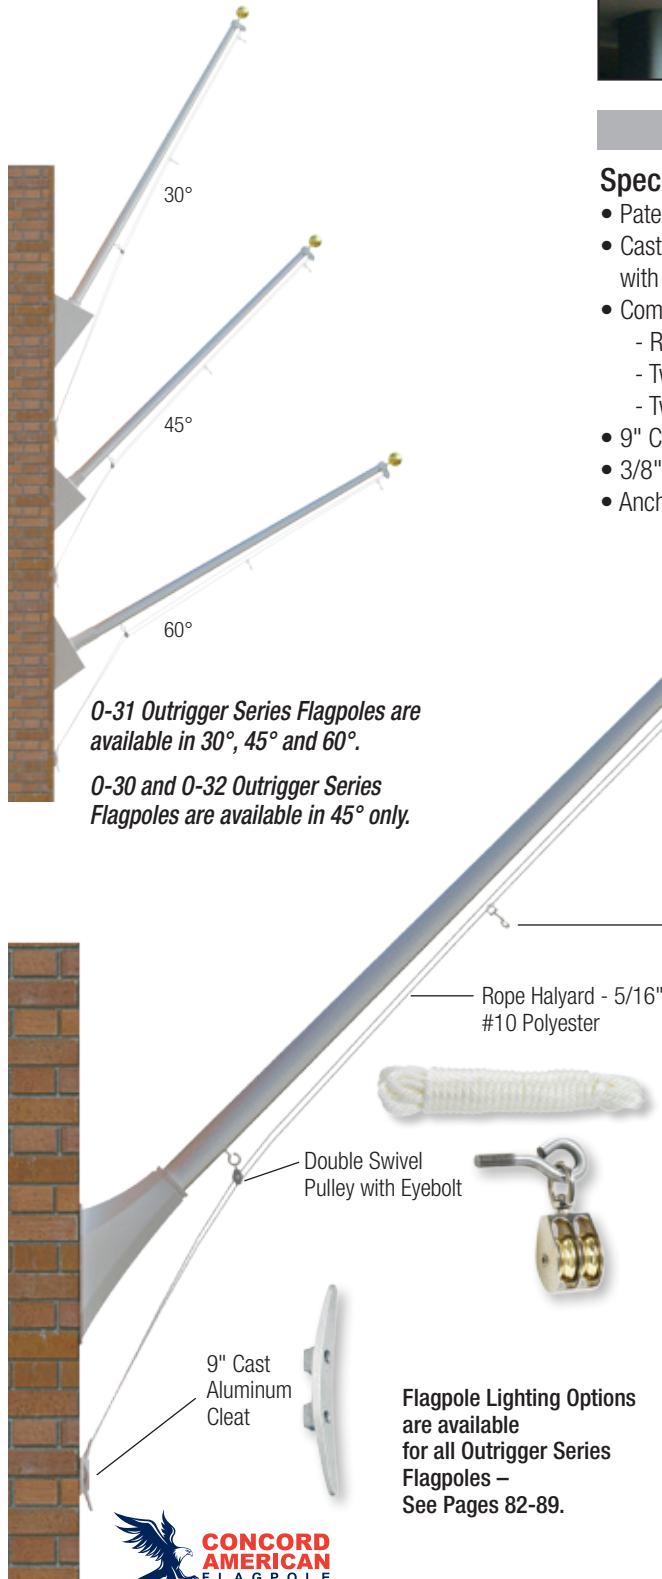 30°
45°
60°
O-31 Outrigger Series Flagpoles are
available in 30°, 45° and 60°.
O-30 and O-32 Outrigger Series
Flagpoles are available in 45° only.
Spec
• Pate
• Cast
with
• Com
- R
- Tw
- Tw
• 9" C
• 3/8"
• Anch
Rope Halyard - 5/16"
#10 Polyester
Double Swivel
Pulley with Eyebolt
9" Cast
Aluminum
Cleat
Flagpole Lighting Options
are available
for all Outrigger Series
Flagpoles –
See Pages 82-89.
CONCORD
AMERICAN
FLAGPOLE